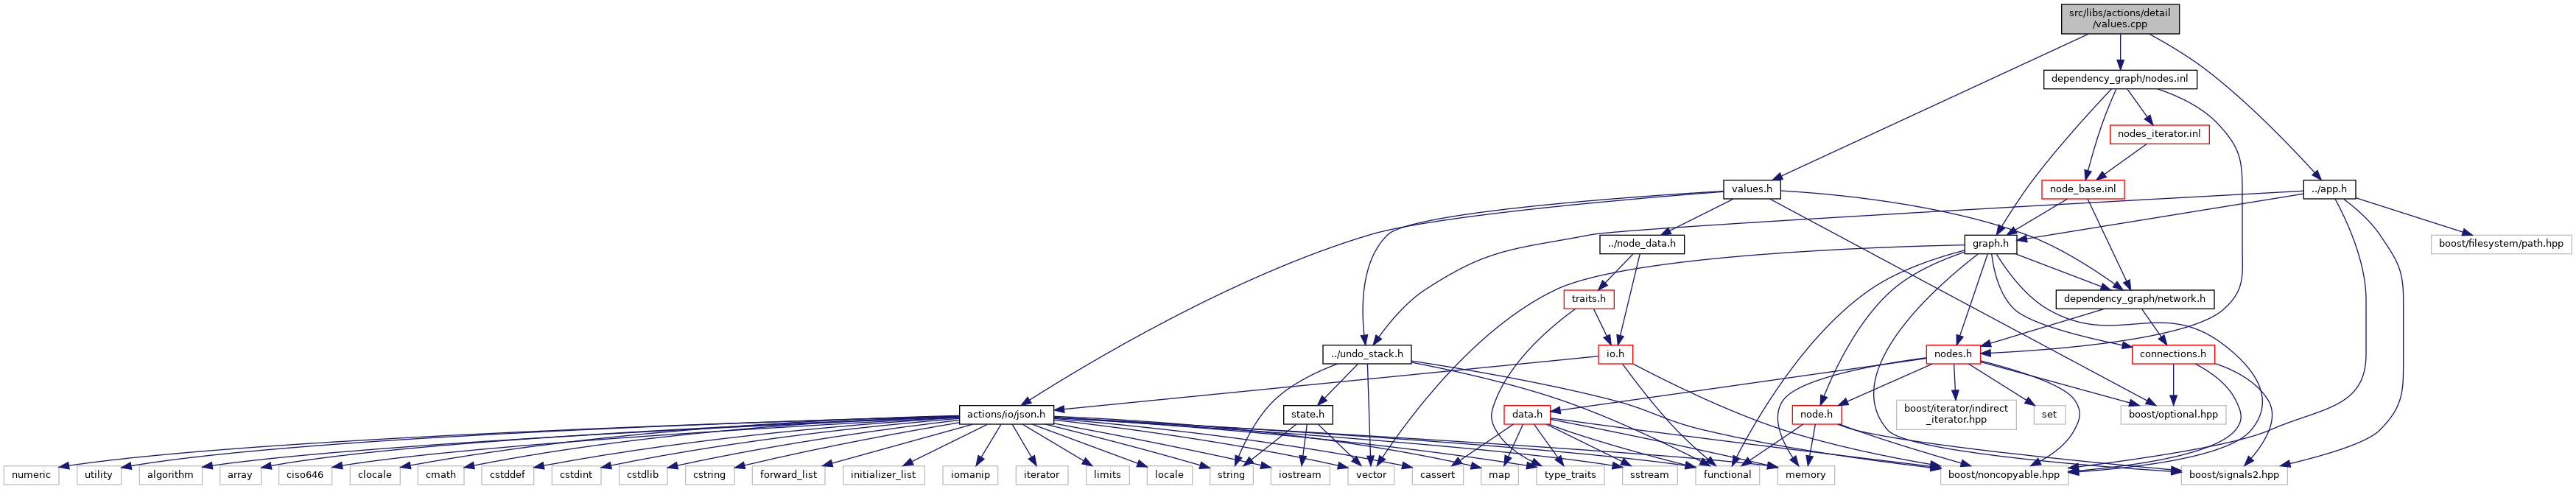 src/libs/actions/detail
/values.cpp
dependency_graph/nodes.inl
nodes_iterator.inl
values.h
node_base.inl
../app.h
../node_data.h
graph.h
boost/filesystem/path.hpp
traits.h
dependency_graph/network.h
../undo_stack.h
io.h
nodes.h
connections.h
actions/io/json.h
state.h
data.h
node.h
boost/iterator/indirect
_iterator.hpp
set
boost/optional.hpp
numeric
utility
algorithm
array
ciso646
clocale
cmath
cstddef
cstdint
cstdlib
cstring
forward_list
initializer_list
iomanip
iterator
limits
locale
string
iostream
vector
cassert
map
type_traits
sstream
functional
memory
boost/noncopyable.hpp
boost/signals2.hpp